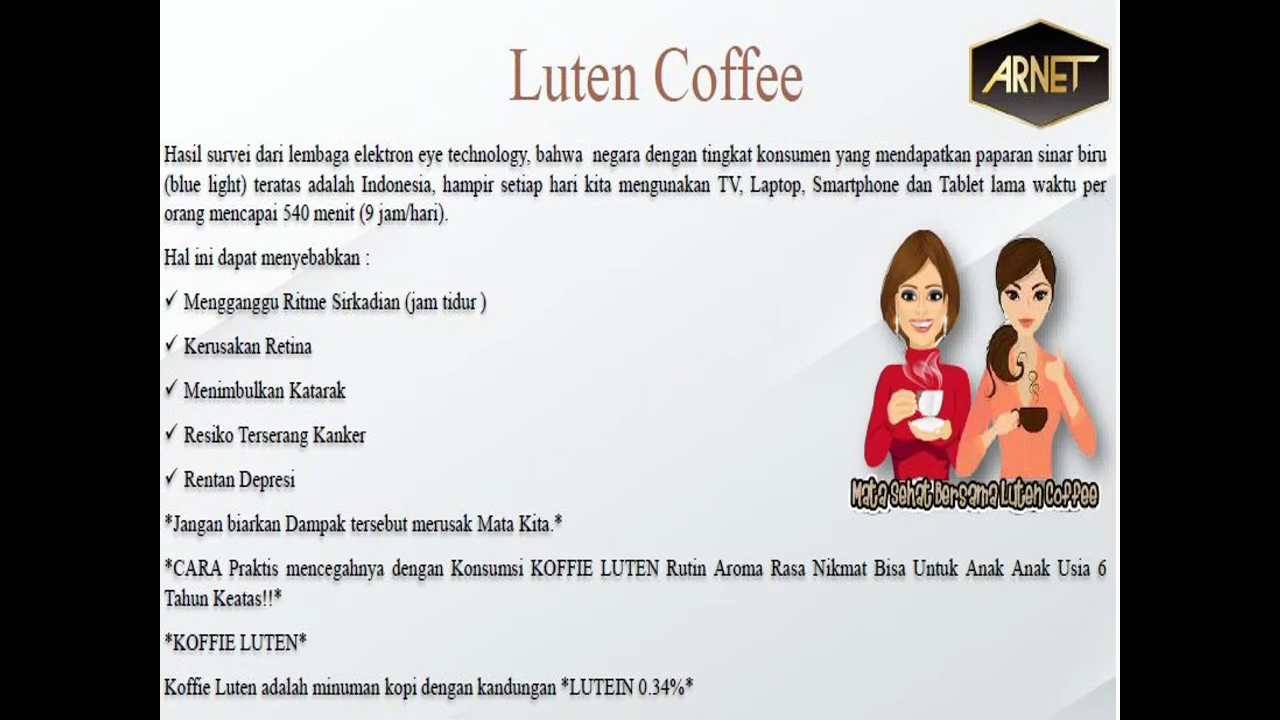 Luten Coffee
ARNET
Hasil survei dari lembaga elektron eye technology, bahwa negara dengan tingkat konsumen yang mendapatkan paparan sinar biru
(blue light) teratas adalah Indonesia, hampir setiap hari kita mengunakan TV, Laptop, Smartphone dan Tablet lama waktu per
orang mencapai 540 menit (9 jam/hari).
Hal ini dapat menyebabkan :
✓ Mengganggu Ritme Sirkadian (jam tidur )
✓ Kerusakan Retina
✓ Menimbulkan Katarak
✓ Resiko Terserang Kanker
✓ Rentan Depresi
Mata Sehat Bersama Luten Coffee
*Jangan biarkan Dampak tersebut merusak Mata Kita.*
*CARA Praktis mencegahnya dengan Konsumsi KOFFIE LUTEN Rutin Aroma Rasa Nikmat Bisa Untuk Anak Anak Usia 6
Tahun Keatas!!*
*KOFFIE LUTEN*
Koffie Luten adalah minuman kopi dengan kandungan *LUTEIN 0.34%*